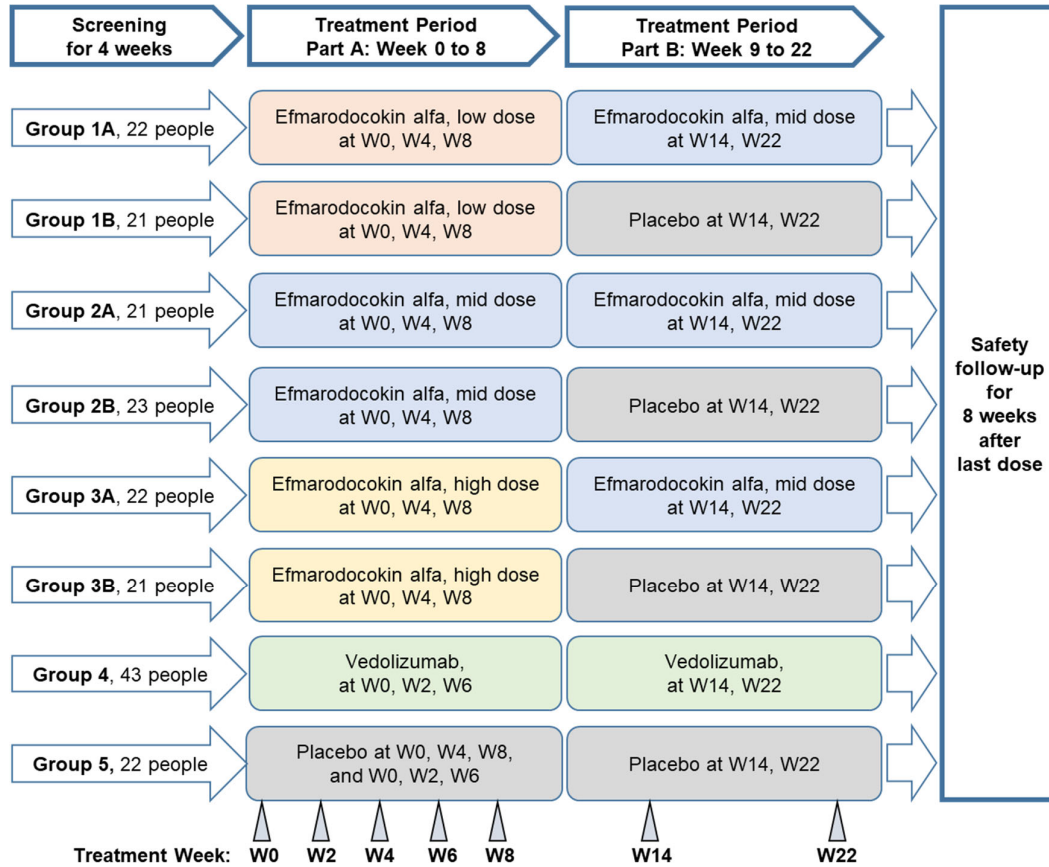 Screening
for 4 weeks
Treatment Period
Part A: Week 0 to 8
Treatment Period
Part B: Week 9 to 22
Group 1A, 22 people
Efmarodocokin alfa, low dose
at W0, W4, W8
Efmarodocokin alfa, mid dose
at W14, W22
Group 1B, 21 people
Efmarodocokin alfa, low dose
at W0, W4, W8
Placebo at W14, W22
Group 2A, 21 people
Efmarodocokin alfa, mid dose
at W0, W4, W8
Efmarodocokin alfa, mid dose
at W14, W22
Group 2B, 23 people
Efmarodocokin alfa, mid dose
at W0, W4, W8
Placebo at W14, W22
Group 3A, 22 people
Efmarodocokin alfa, high dose
at W0, W4, W8
Efmarodocokin alfa, mid dose
at W14, W22
Group 3B, 21 people
Efmarodocokin alfa, high dose
at W0, W4, W8
Placebo at W14, W22
Group 4, 43 people
Vedolizumab,
at W0, W2, W6
Vedolizumab,
at W14, W22
Group 5, 22 people
Placebo at W0, W4, W8,
and W0, W2, W6
Placebo at W14, W22
Safety
follow-up
for
8 weeks
after
last dose
Treatment Week: W0 W2 W4 W6 W8 W14 W22